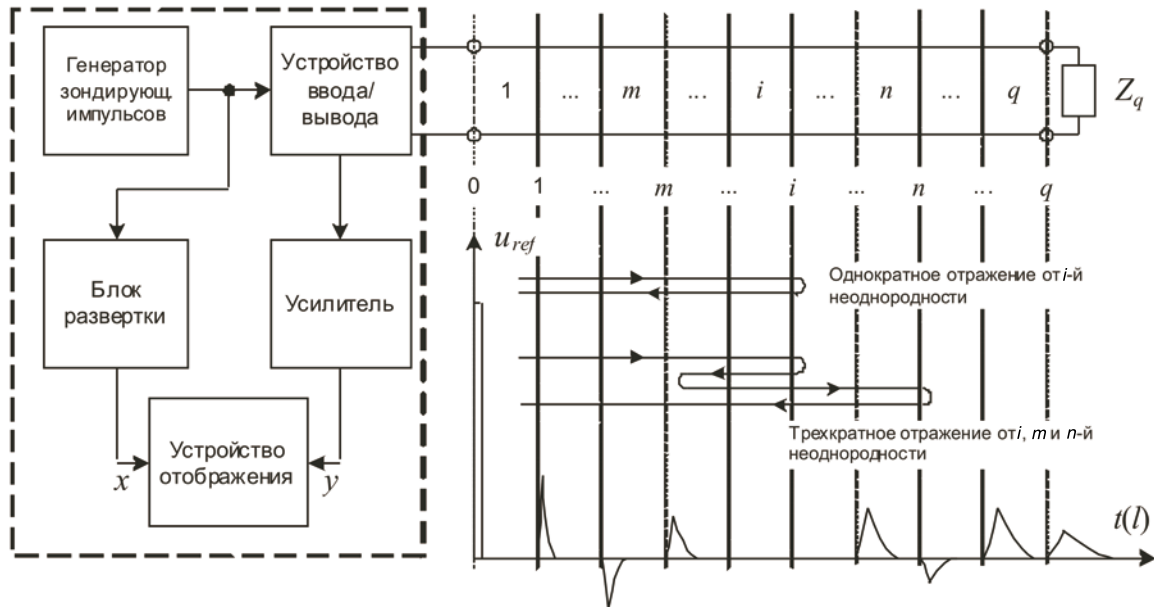 Генератор
зондирующ.
импульсов
Устройство
ввода/
вывода
1 ... m ... i ... n ... q
Z_q
0 1 ... m ... i ... n ... q
u_ref
Блок
развертки
Усилитель
Однократное отражение от i-й
неоднородности
Трехкратное отражение от i, m и n-й
неоднородности
Устройство
отображения
x
y
t(l)